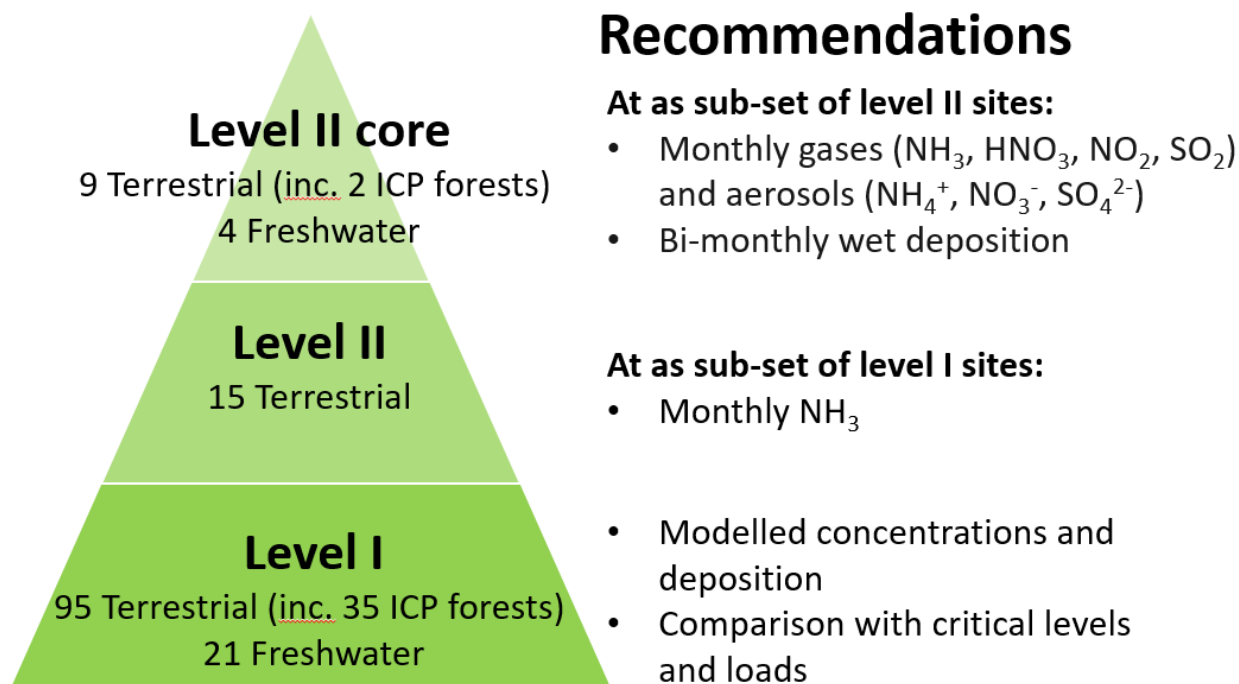 Recommendations
Level II core
9 Terrestrial (inc. 2 ICP forests)
4 Freshwater
Level II
15 Terrestrial
Level I
95 Terrestrial (inc. 35 ICP forests)
21 Freshwater
At as sub-set of level II sites:
• Monthly gases (NH₃, HNO₃, NO₂, SO₂)
and aerosols (NH₄⁺, NO₃⁻, SO₄²⁻)
• Bi-monthly wet deposition
At as sub-set of level I sites:
• Monthly NH₃
• Modelled concentrations and
deposition
• Comparison with critical levels
and loads